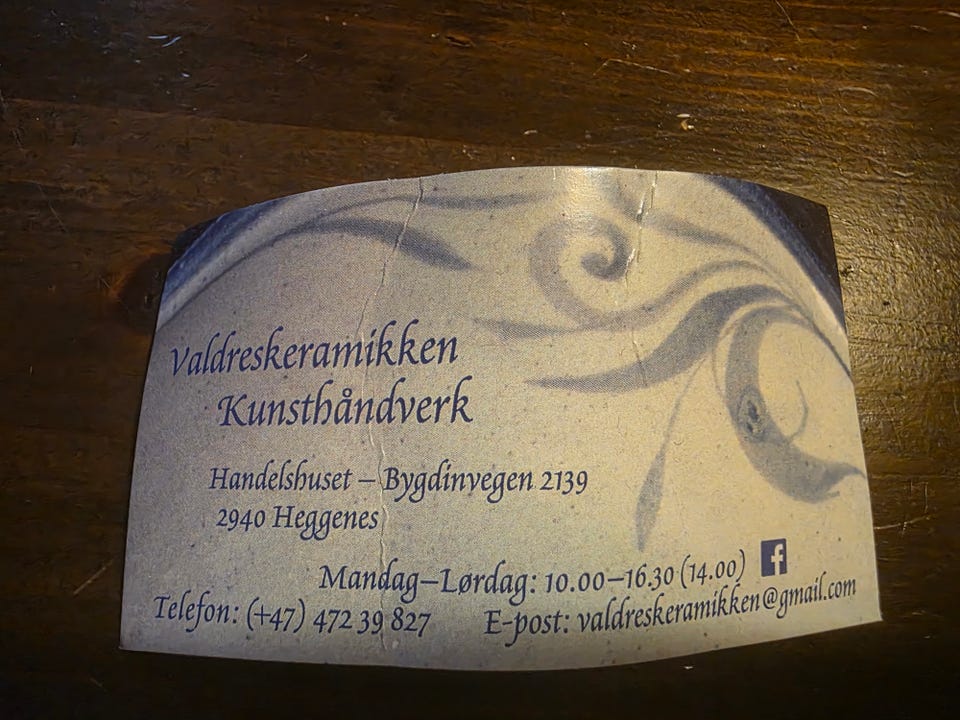 Valdreskeramikken
Kunsthåndverk
Handelshuset – Bygdinvegen 2139
2940 Heggenes
Mandag–Lørdag: 10.00–16.30 (14.00) f
Telefon: (+47) 472 39 827 E-post: valdreskeramikken@gmail.com